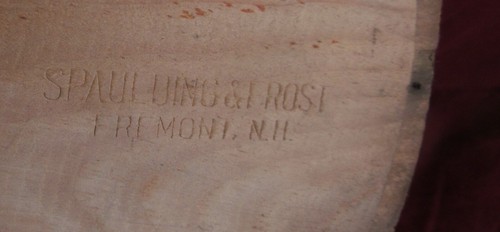 SPAULDING & FROST
FREMONT, N.H.